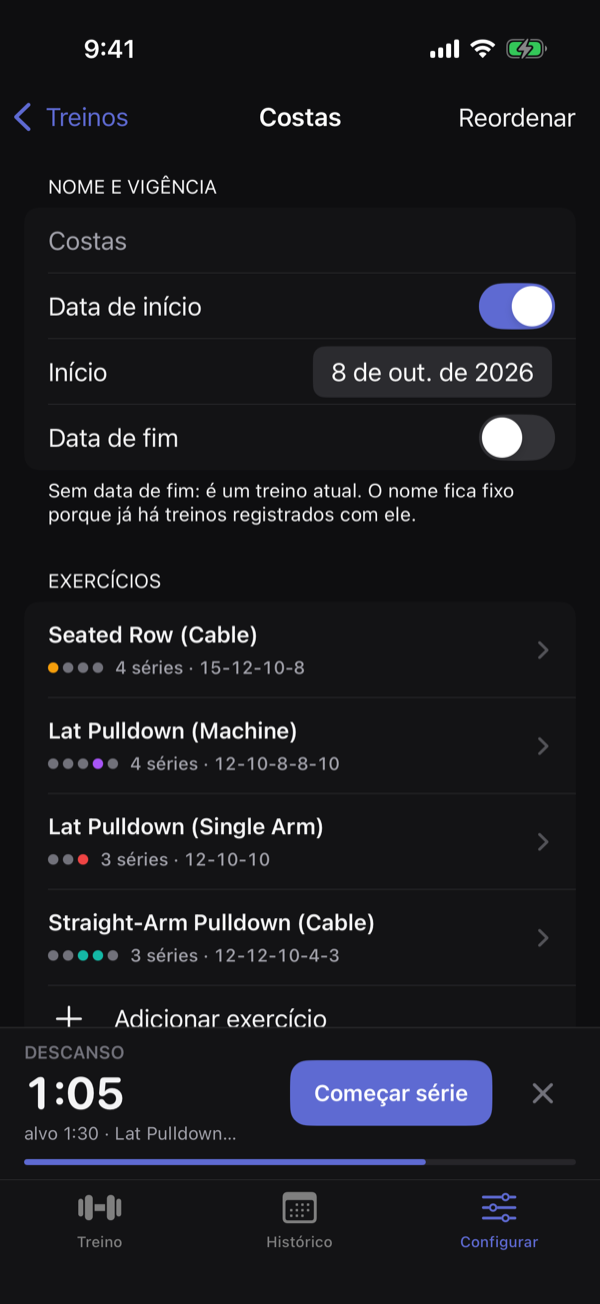 9:41
Treinos
Costas
Reordenar
NOME E VIGÊNCIA
Costas
Data de início
Início
8 de out. de 2026
Data de fim
Sem data de fim: é um treino atual. O nome fica fixo
porque já há treinos registrados com ele.
EXERCÍCIOS
Seated Row (Cable)
4 séries · 15-12-10-8
Lat Pulldown (Machine)
4 séries · 12-10-8-8-10
Lat Pulldown (Single Arm)
3 séries · 12-10-10
Straight-Arm Pulldown (Cable)
3 séries · 12-12-10-4-3
Adicionar exercício
DESCANSO
1:05
alvo 1:30 · Lat Pulldown...
Começar série
Treino
Histórico
Configurar